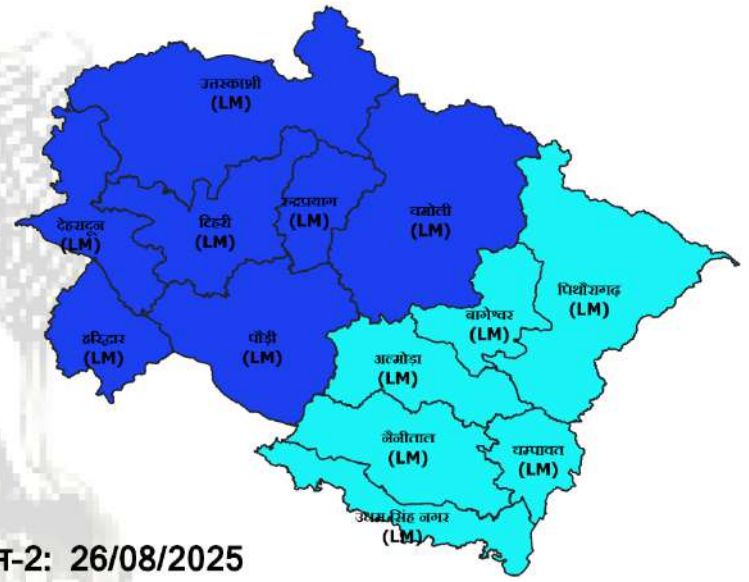 उत्तरकाशी
(LM)
रुद्रप्रयाग
(LM)
चमोली
(LM)
देहरादून
(LM)
टिहरी
(LM)
पिथौरागढ़
(LM)
बागेश्वर
(LM)
हरिद्वार
(LM)
पौड़ी
(LM)
अल्मोड़ा
(LM)
नैनीताल
(LM)
चम्पावत
(LM)
उधम सिंह नगर
(LM)
न-2: 26/08/2025